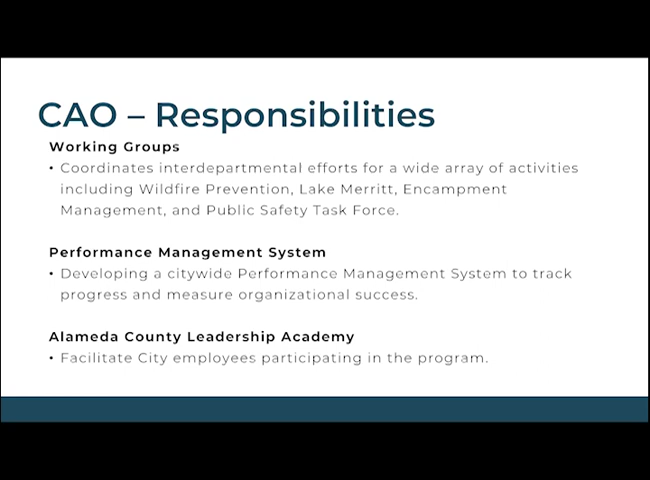 CAO – Responsibilities
Working Groups
• Coordinates interdepartmental efforts for a wide array of activities
including Wildfire Prevention, Lake Merritt, Encampment
Management, and Public Safety Task Force.
Performance Management System
• Developing a citywide Performance Management System to track
progress and measure organizational success.
Alameda County Leadership Academy
• Facilitate City employees participating in the program.